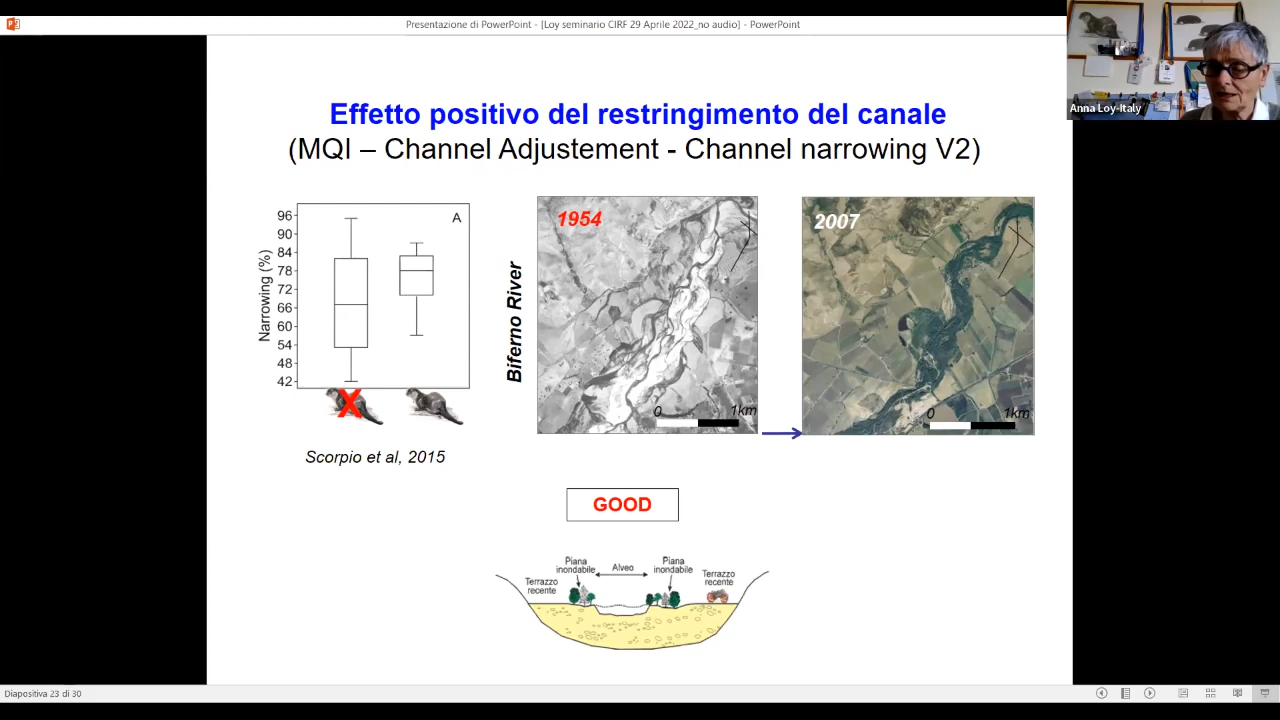 Presentazione di PowerPoint - [Loy seminario CIRF 29 Aprile 2022_no audio] - PowerPoint
Anna Loy-Italy
Effetto positivo del restringimento del canale
(MQI – Channel Adjustement - Channel narrowing V2)
A
Narrowing (%)
96
90
84
78
72
66
60
54
48
42
X
Scorpio et al, 2015
Biferno River
1954
0 1km
2007
0 1km
GOOD
Terrazzo recente
Piana inondabile
Alveo
Piana inondabile
Terrazzo recente
Diapositiva 23 di 30